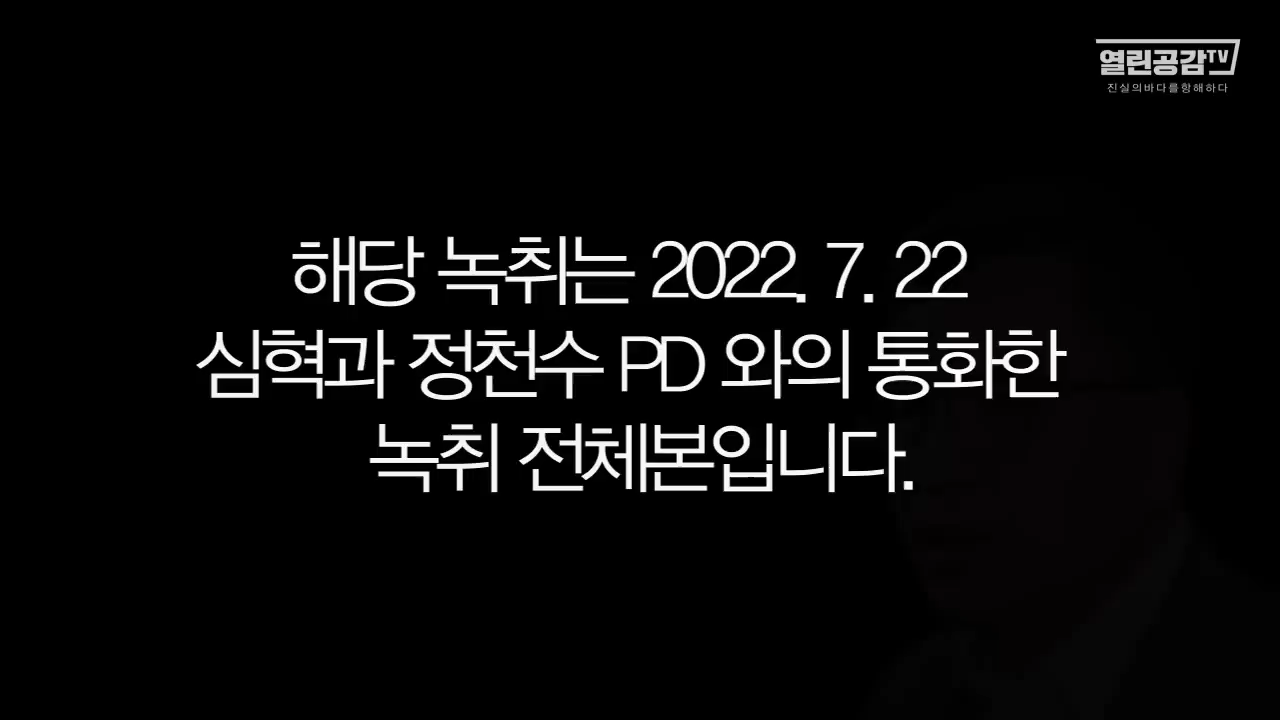 열린공감TV
진실의바다를항해하다
해당 녹취는 2022. 7. 22
심혁과 정천수 PD 와의 통화한
녹취 전체본입니다.